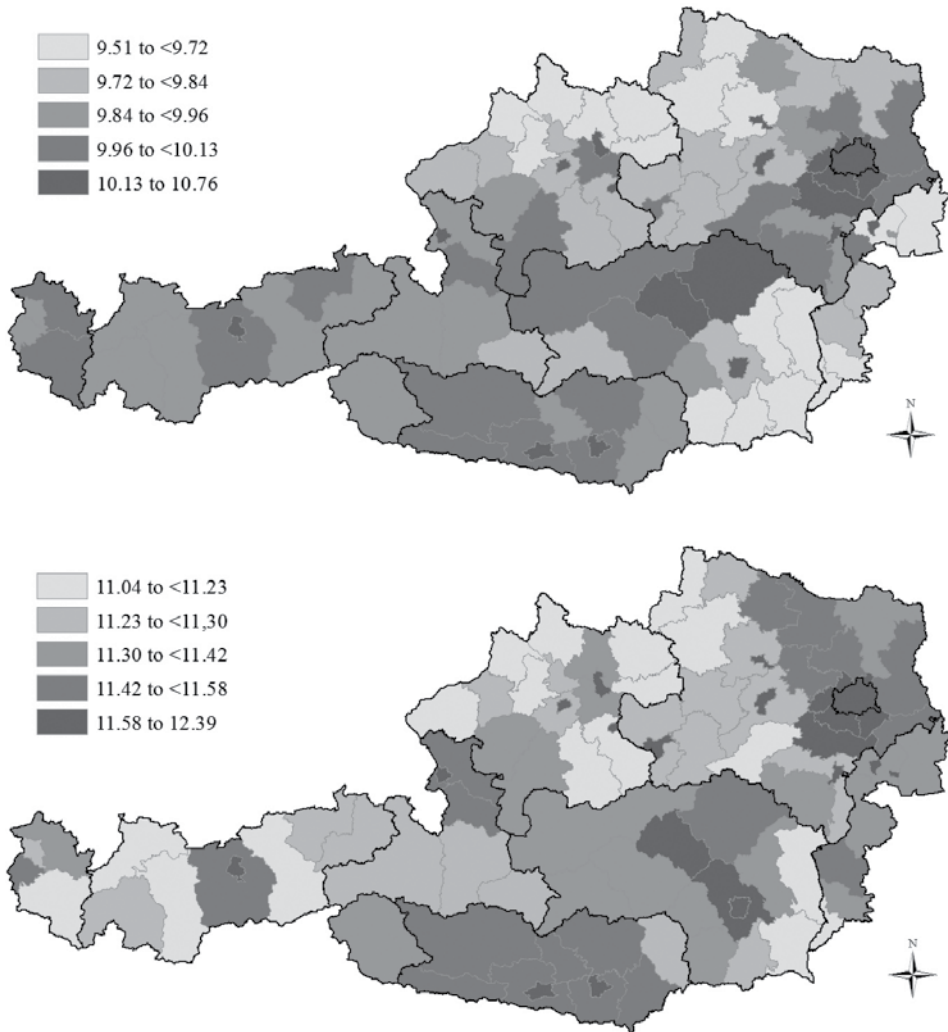 9.51 to <9.72
9.72 to <9.84
9.84 to <9.96
9.96 to <10.13
10.13 to 10.76
N
11.04 to <11.23
11.23 to <11,30
11.30 to <11.42
11.42 to <11.58
11.58 to 12.39
N